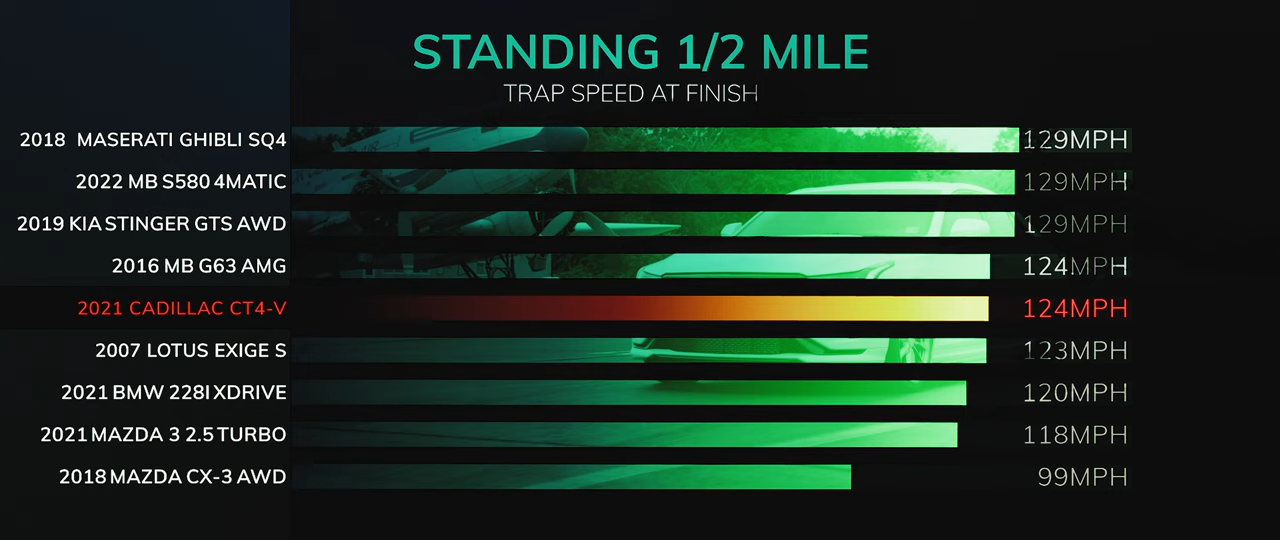 STANDING 1/2 MILE
TRAP SPEED AT FINISH
2018 MASERATI GHIBLI SQ4 129MPH
2022 MB S580 4MATIC 129MPH
2019 KIA STINGER GTS AWD 129MPH
2016 MB G63 AMG 124MPH
2021 CADILLAC CT4-V 124MPH
2007 LOTUS EXIGE S 123MPH
2021 BMW 228I XDRIVE 120MPH
2021 MAZDA 3 2.5 TURBO 118MPH
2018 MAZDA CX-3 AWD 99MPH